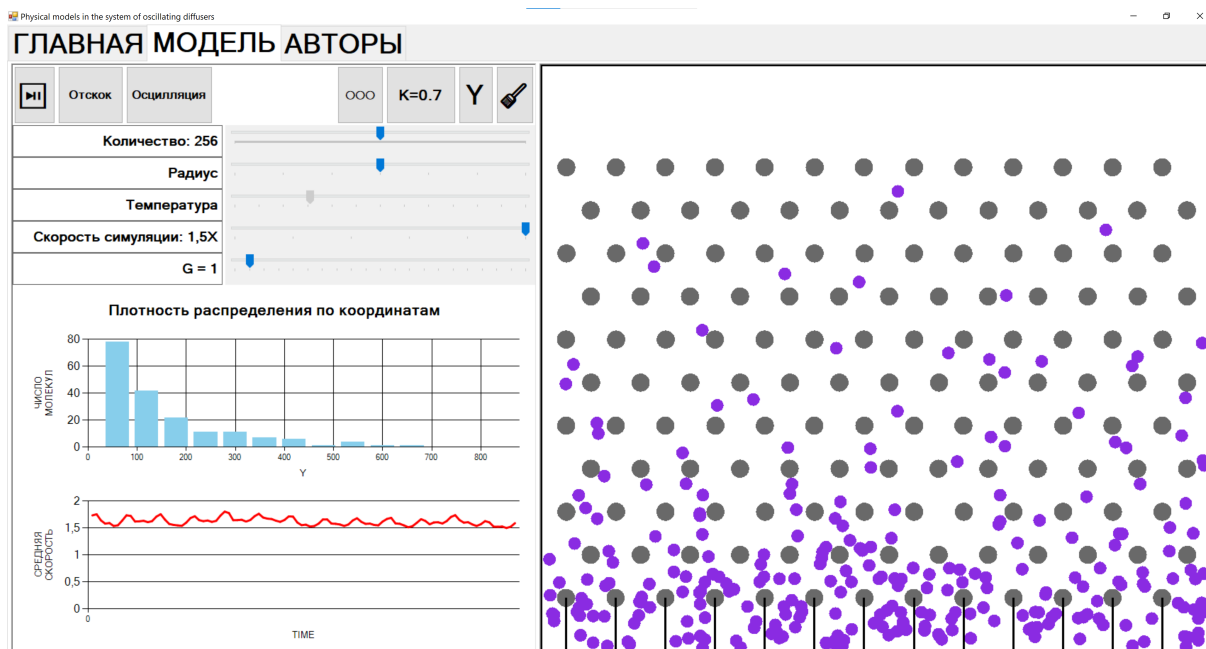 Physical models in the system of oscillating diffusers
ГЛАВНАЯ МОДЕЛЬ АВТОРЫ
Отскок Осцилляция ооо K=0.7 Y
Количество: 256
Радиус
Температура
Скорость симуляции: 1,5X
G = 1
Плотность распределения по координатам
ЧИСЛО
МОЛЕКУЛ
80
60
40
20
0
0 100 200 300 400 500 600 700 800
Y
СРЕДНЯЯ
СКОРОСТЬ
2
1,5
1
0,5
0
0
TIME